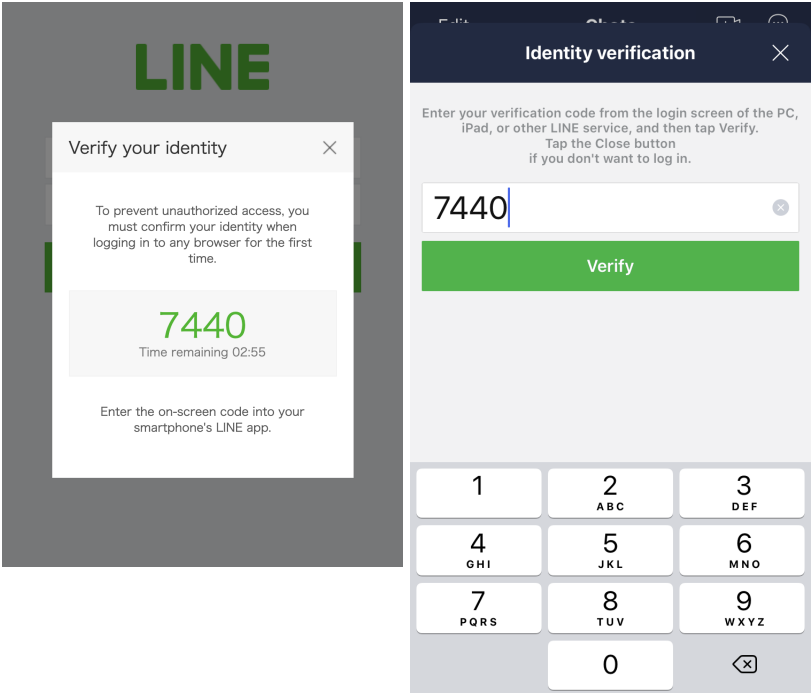 LINE
Verify your identity
To prevent unauthorized access, you
must confirm your identity when
logging in to any browser for the first
time.
7440
Time remaining 02:55
Enter the on-screen code into your
smartphone's LINE app.
Edit
Chats
Identity verification
Enter your verification code from the login screen of the PC,
iPad, or other LINE service, and then tap Verify.
Tap the Close button
if you don't want to log in.
7440
Verify
1
2
ABC
3
DEF
4
GHI
5
JKL
6
MNO
7
PQRS
8
TUV
9
WXYZ
0